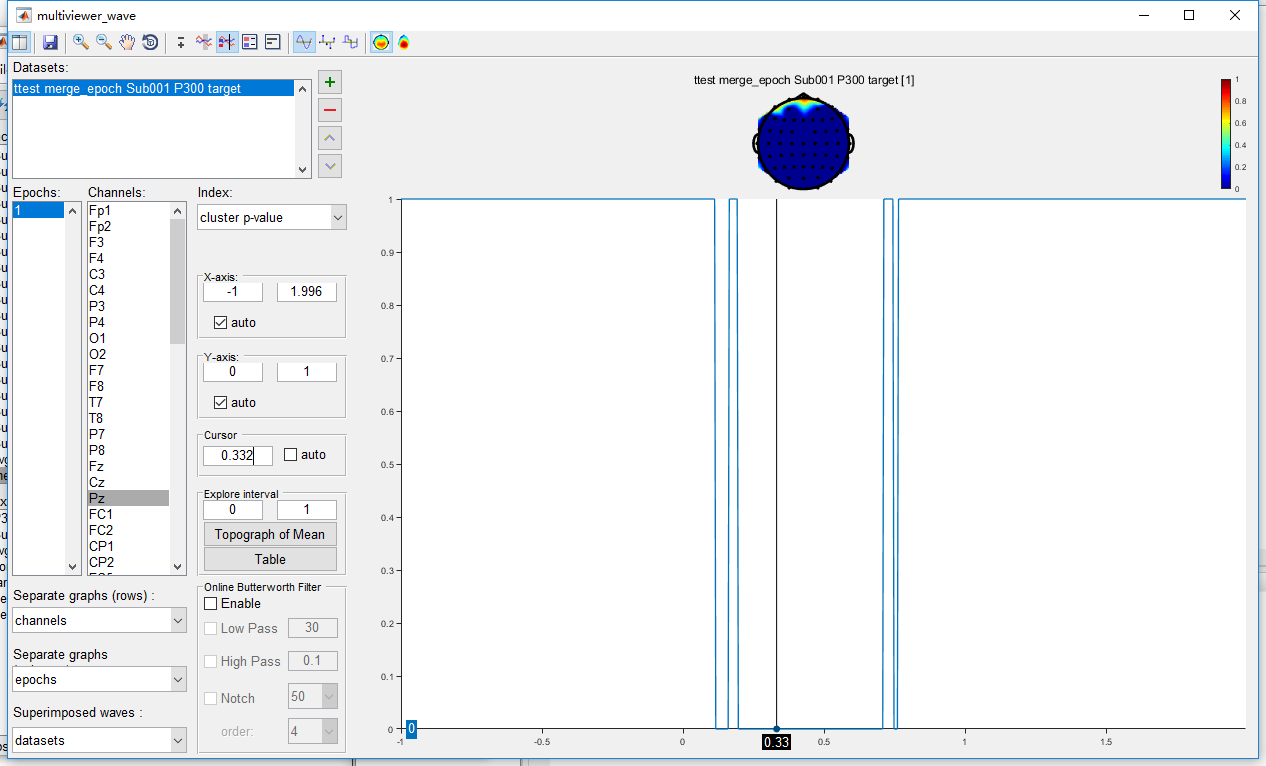 multiviewer_wave
Datasets:
ttest merge_epoch Sub001 P300 target
Epochs:
1
Channels:
Fp1
Fp2
F3
F4
C3
C4
P3
P4
O1
O2
F7
F8
T7
T8
P7
P8
Fz
Cz
Pz
FC1
FC2
CP1
CP2
Index:
cluster p-value
X-axis:
-1
1.996
auto
Y-axis:
0
1
auto
Cursor
0.332
auto
Explore interval
0
1
Topograph of Mean
Table
Online Butterworth Filter
Enable
Low Pass
30
High Pass
0.1
Notch
50
order:
4
Separate graphs (rows) :
channels
Separate graphs
epochs
Superimposed waves :
datasets
ttest merge_epoch Sub001 P300 target [1]
1
0.8
0.6
0.4
0.2
0
1
0.9
0.8
0.7
0.6
0.5
0.4
0.3
0.2
0.1
0
0
-1
-0.5
0
0.33
0.5
1
1.5